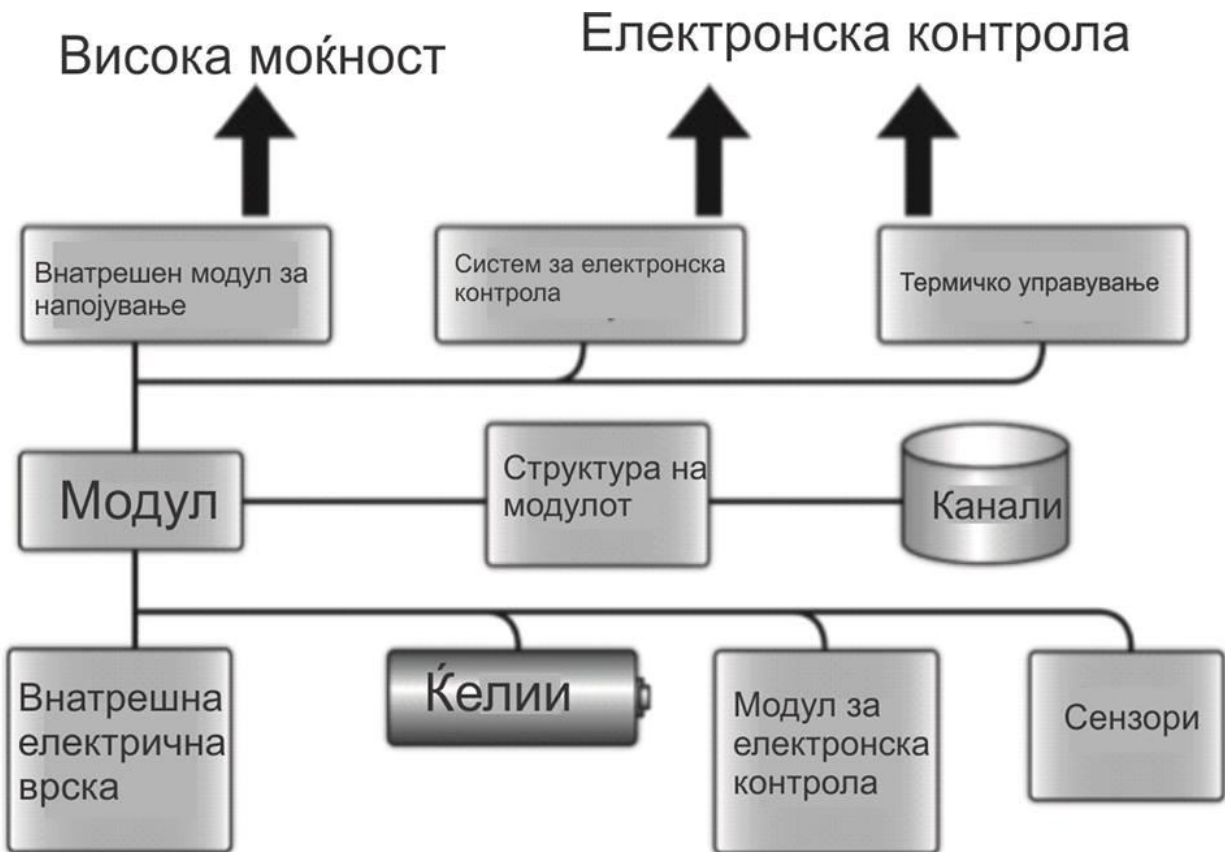 Висока моќност
Електронска контрола
Внатрешен модул за
напојување
Систем за електронска
контрола
Термичко управување
Модул
Структура на
модулот
Канали
Внатрешна
електрична
врска
Ќелии
Модул за
електронска
контрола
Сензори